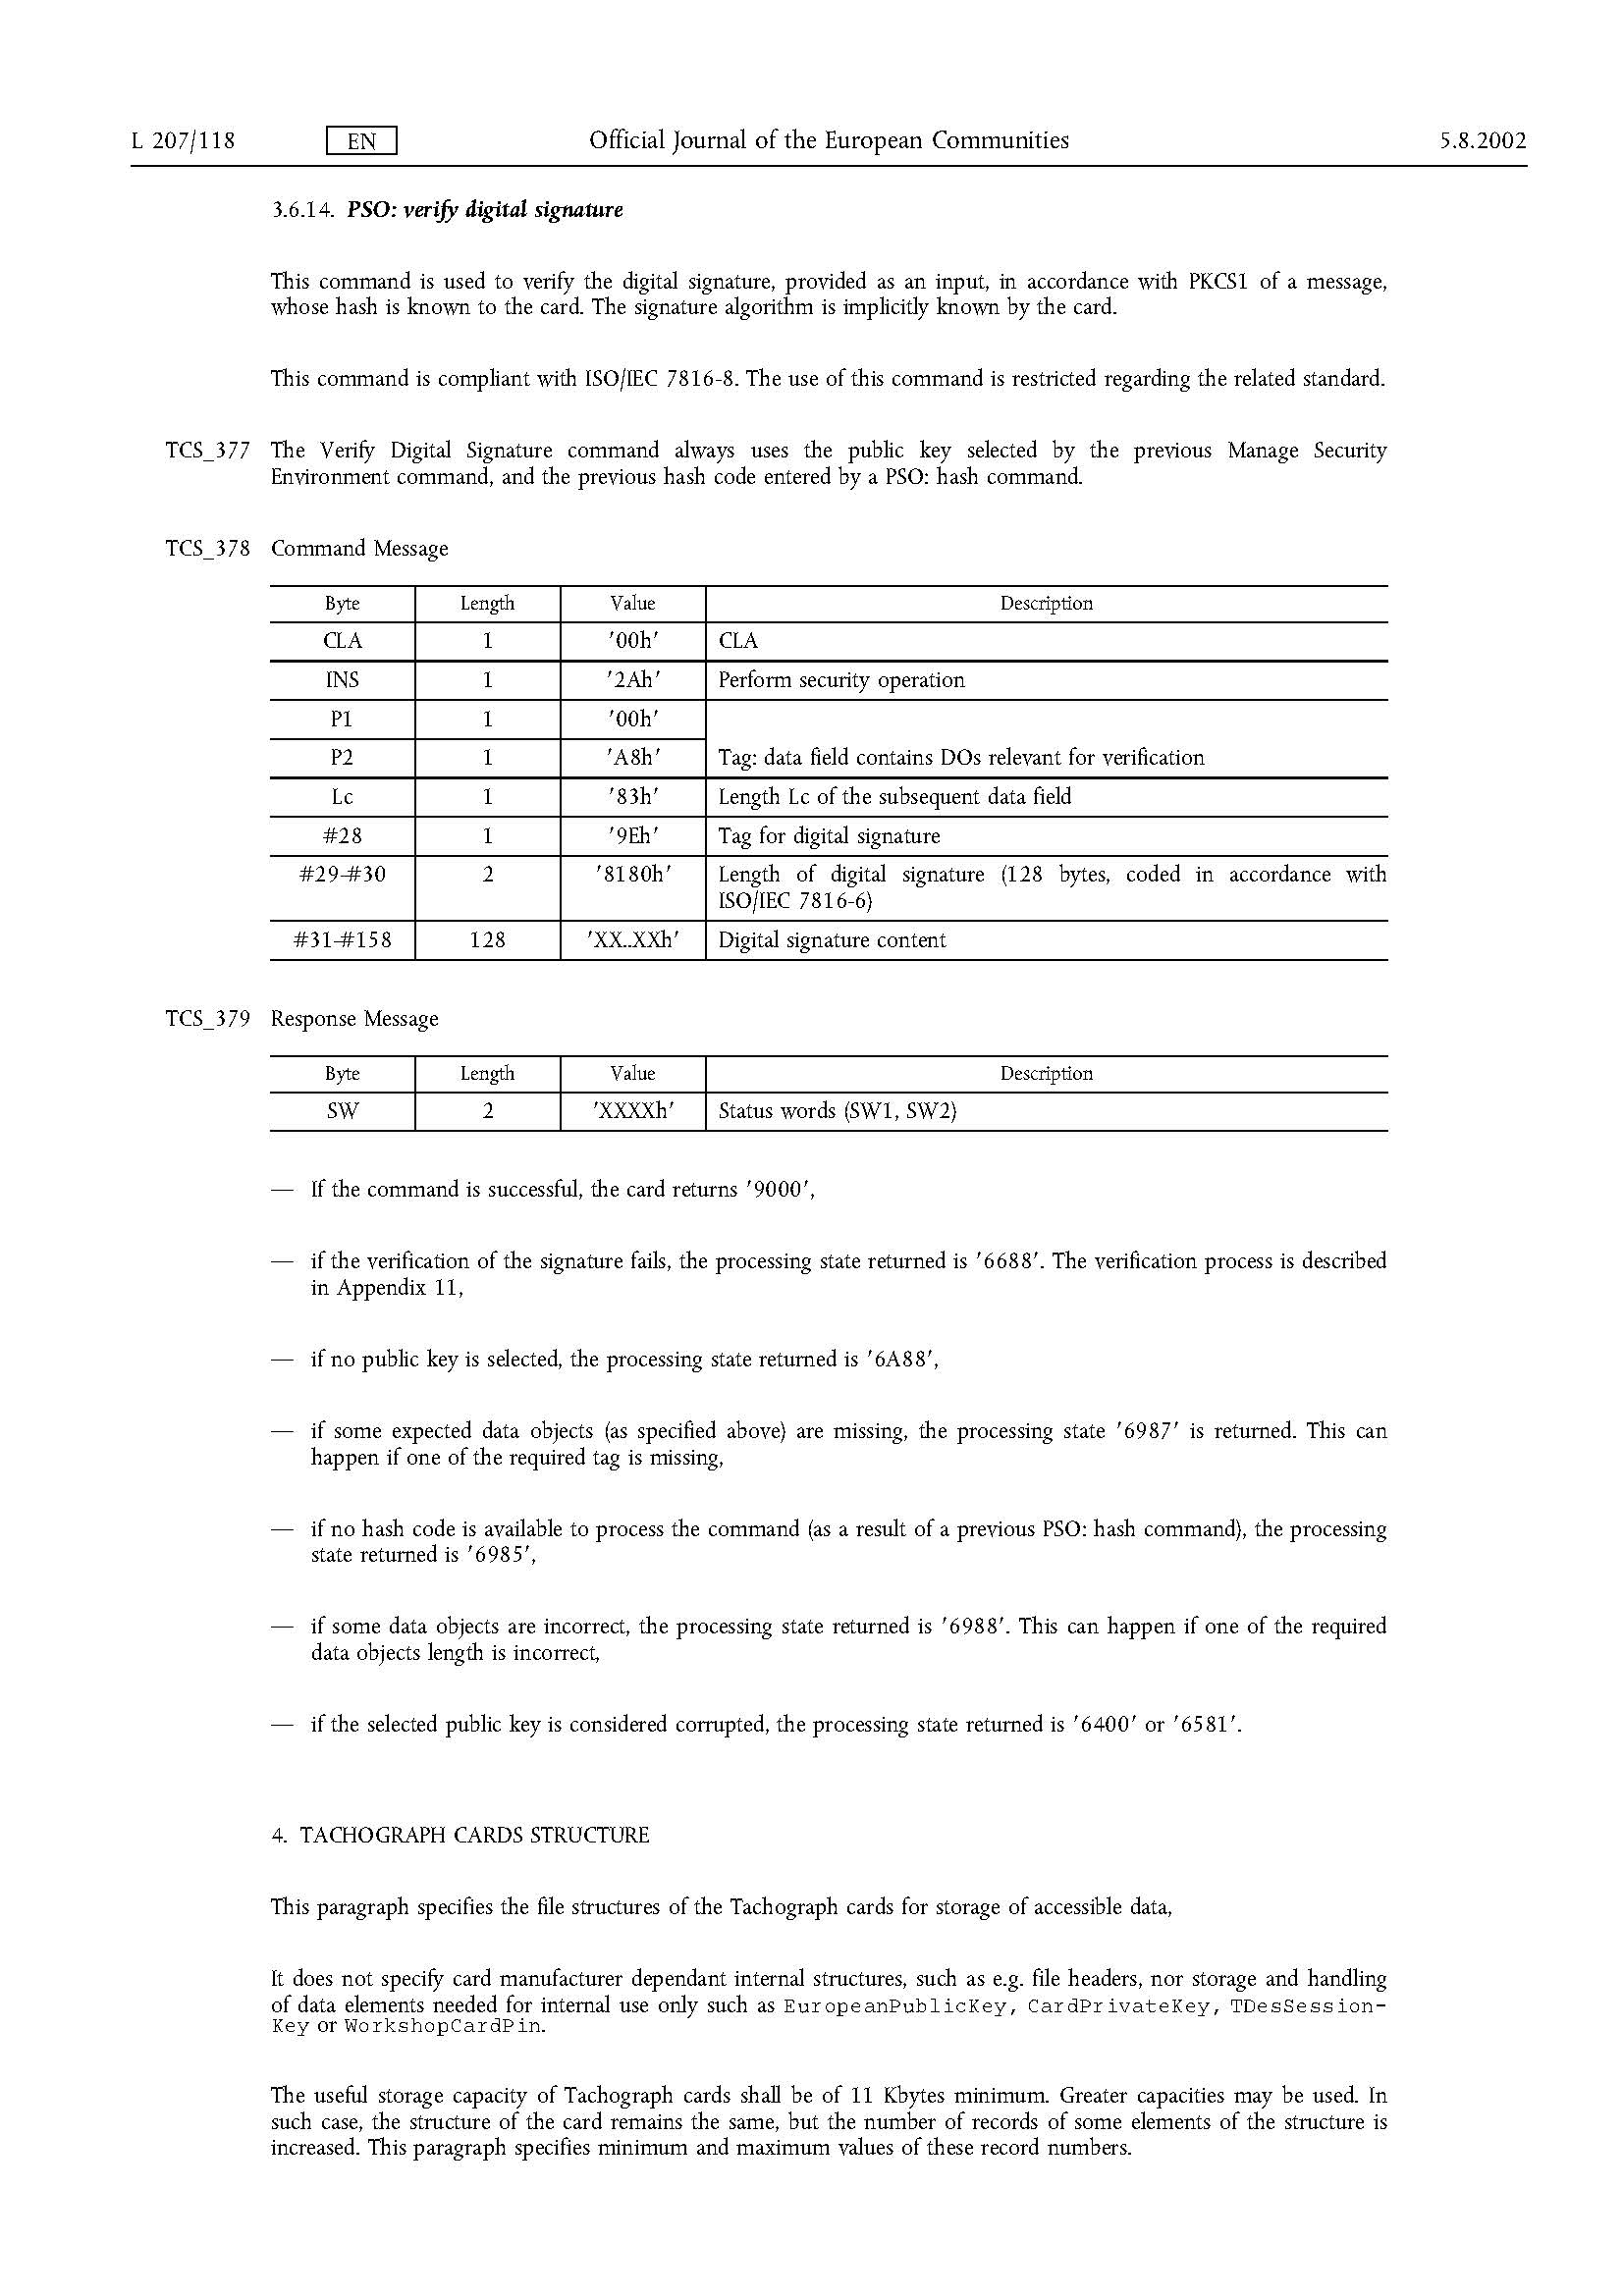 L 207/118 EN Official Journal of the European Communities 5.8.2002
3.6.14. PSO: verify digital signature
This command is used to verify the digital signature, provided as an input, in accordance with PKCS1 of a message,
whose hash is known to the card. The signature algorithm is implicitly known by the card.
This command is compliant with ISO/IEC 7816-8. The use of this command is restricted regarding the related standard.
TCS_377 The Verify Digital Signature command always uses the public key selected by the previous Manage Security
Environment command, and the previous hash code entered by a PSO: hash command.
TCS_378 Command Message
Byte Length Value Description
CLA 1 '00h' CLA
INS 1 '2Ah' Perform security operation
P1 1 '00h'
P2 1 'A8h' Tag: data field contains DOs relevant for verification
Lc 1 '83h' Length Lc of the subsequent data field
#28 1 '9Eh' Tag for digital signature
#29-#30 2 '8180h' Length of digital signature (128 bytes, coded in accordance with
ISO/IEC 7816-6)
#31-#158 128 'XX..XXh' Digital signature content
TCS_379 Response Message
Byte Length Value Description
SW 2 'XXXXh' Status words (SW1, SW2)
— If the command is successful, the card returns '9000',
— if the verification of the signature fails, the processing state returned is '6688'. The verification process is described
in Appendix 11,
— if no public key is selected, the processing state returned is '6A88',
— if some expected data objects (as specified above) are missing, the processing state '6987' is returned. This can
happen if one of the required tag is missing,
— if no hash code is available to process the command (as a result of a previous PSO: hash command), the processing
state returned is '6985',
— if some data objects are incorrect, the processing state returned is '6988'. This can happen if one of the required
data objects length is incorrect,
— if the selected public key is considered corrupted, the processing state returned is '6400' or '6581'.
4. TACHOGRAPH CARDS STRUCTURE
This paragraph specifies the file structures of the Tachograph cards for storage of accessible data,
It does not specify card manufacturer dependant internal structures, such as e.g. file headers, nor storage and handling
of data elements needed for internal use only such as EuropeanPublicKey, CardPrivateKey, TDesSession-
Key or WorkshopCardPin.
The useful storage capacity of Tachograph cards shall be of 11 Kbytes minimum. Greater capacities may be used. In
such case, the structure of the card remains the same, but the number of records of some elements of the structure is
increased. This paragraph specifies minimum and maximum values of these record numbers.